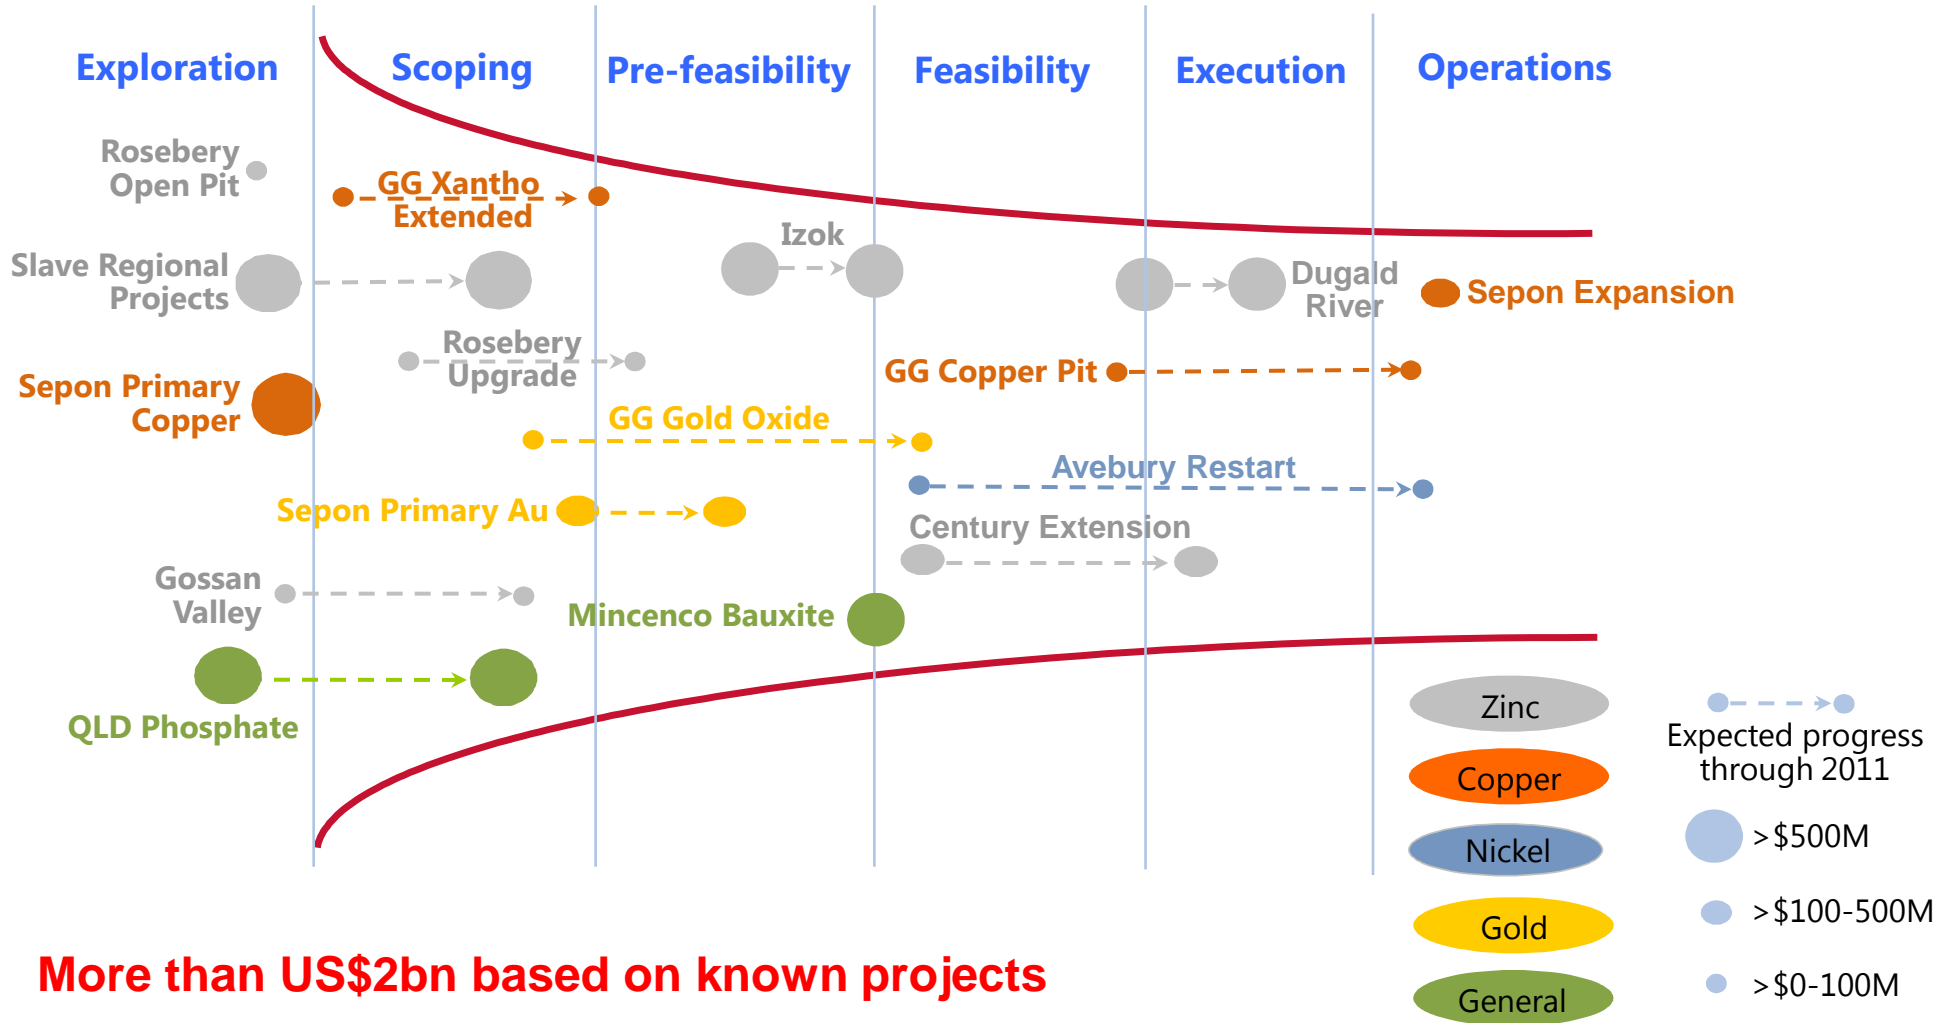 Exploration
Scoping
Pre-feasibility
Feasibility
Execution
Operations
Rosebery
Open Pit
GG Xantho
Extended
Izok
Slave Regional
Projects
Dugald
River
Sepon Expansion
Rosebery
Upgrade
GG Copper Pit
Sepon Primary
Copper
GG Gold Oxide
Avebury Restart
Sepon Primary Au
Century Extension
Gossan
Valley
Mincenco Bauxite
QLD Phosphate
Zinc
Copper
Nickel
Gold
General
Expected progress
through 2011
>$500M
>$100-500M
>$0-100M
More than US$2bn based on known projects